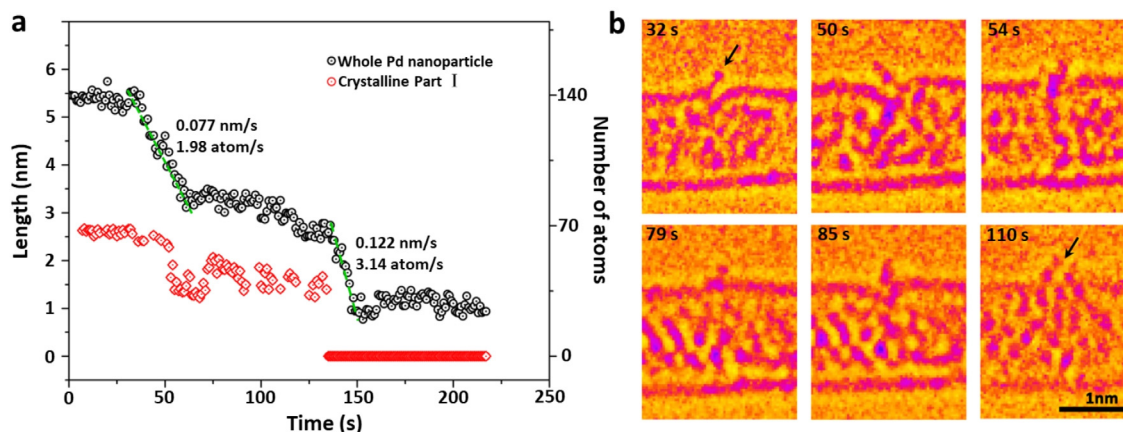 a
Whole Pd nanoparticle
Crystalline Part I
0.077 nm/s
1.98 atom/s
0.122 nm/s
3.14 atom/s
Length (nm)
6
5
4
3
2
1
0
Number of atoms
140
70
0
0
50
100
150
200
250
Time (s)
b
32 s
50 s
54 s
79 s
85 s
110 s
1nm